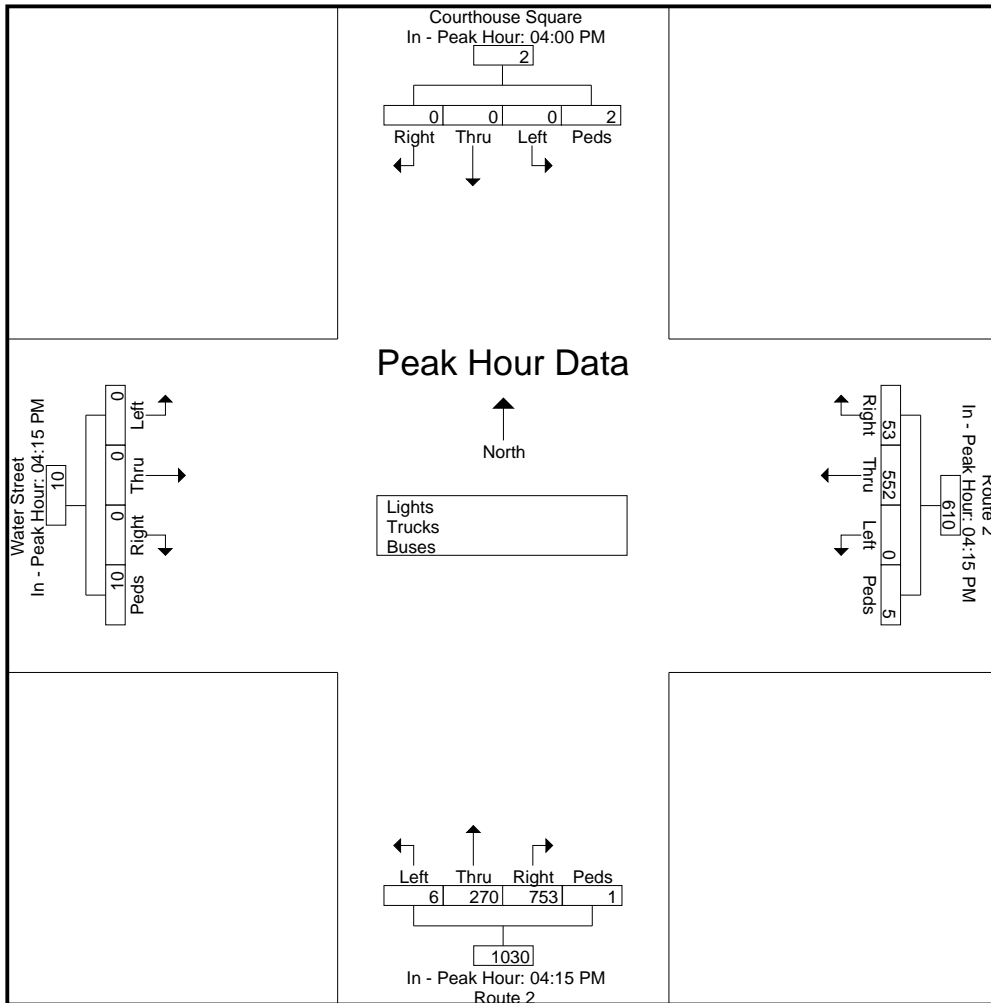 Courthouse Square
In - Peak Hour: 04:00 PM
2
0 0 0 2
Right Thru Left Peds
Peak Hour Data
North
Lights
Trucks
Buses
Water Street
In - Peak Hour: 04:15 PM
10
0 0 0 10
Left Thru Right Peds
Route 2
In - Peak Hour: 04:15 PM
610
53 552 0 5
Right Thru Left Peds
Left Thru Right Peds
6 270 753 1
1030
In - Peak Hour: 04:15 PM
Route 2